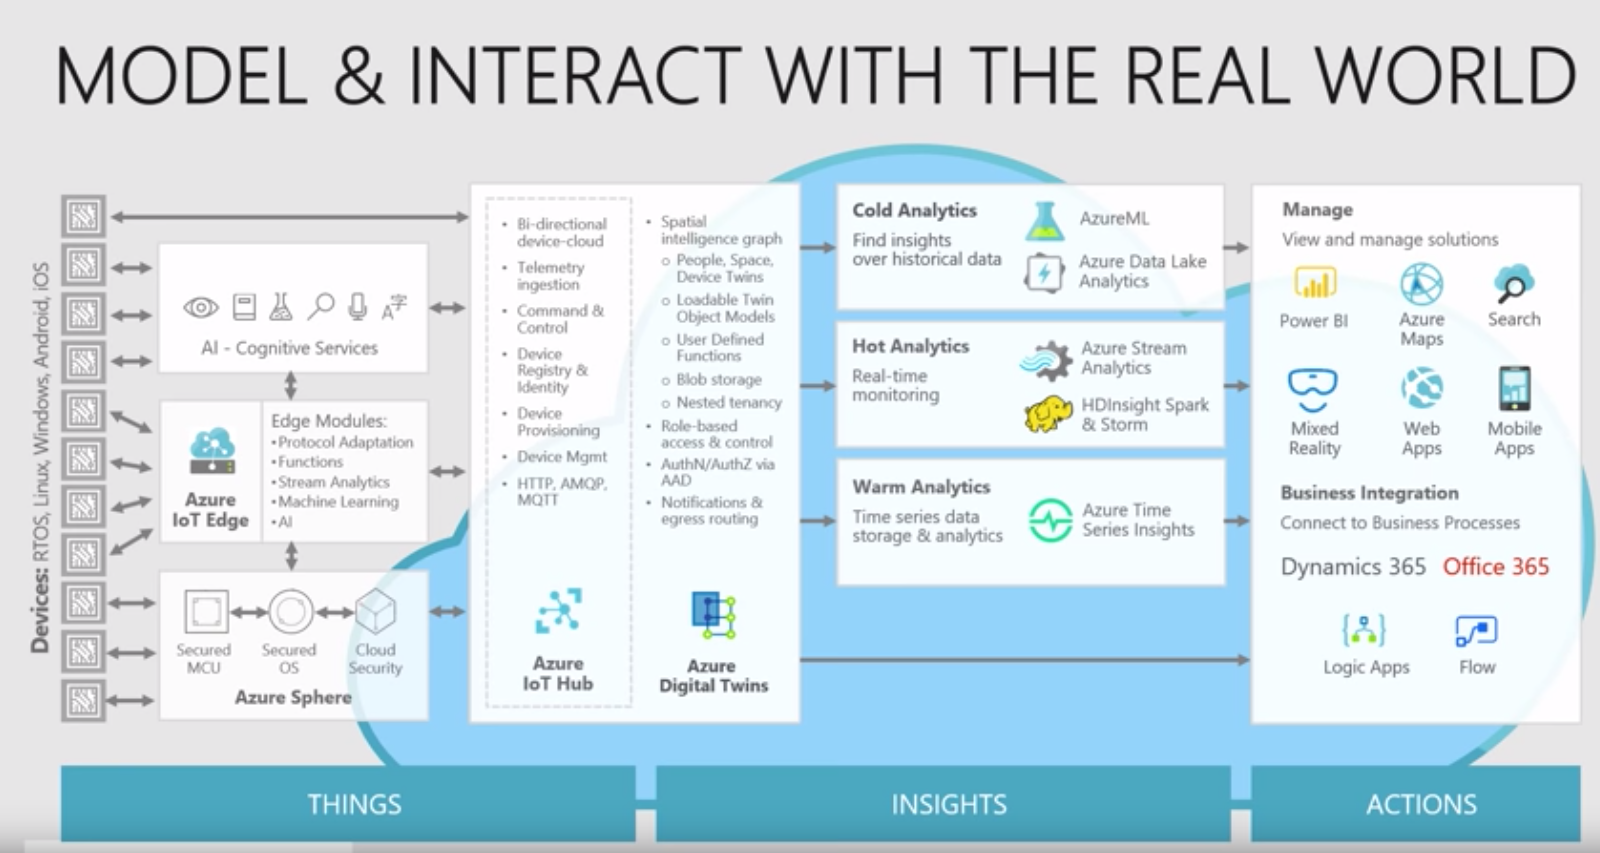 MODEL & INTERACT WITH THE REAL WORLD
Devices: RTOS, Linux, Windows, Android, iOS
AI - Cognitive Services
Azure
IoT Edge
Edge Modules:
•Protocol Adaptation
•Functions
•Stream Analytics
•Machine Learning
•AI
Secured
MCU
Secured
OS
Cloud
Security
Azure Sphere
• Bi-directional
device-cloud
• Telemetry
ingestion
• Command &
Control
• Device
Registry &
Identity
• Device
Provisioning
• Device Mgmt
• HTTP, AMQP,
MQTT
Azure
IoT Hub
• Spatial
intelligence graph
o People, Space,
Device Twins
o Loadable Twin
Object Models
o User Defined
Functions
o Blob storage
o Nested tenancy
• Role-based
access & control
• AuthN/AuthZ via
AAD
• Notifications &
egress routing
Azure
Digital Twins
Cold Analytics
Find insights
over historical data
AzureML
Azure Data Lake
Analytics
Hot Analytics
Real-time
monitoring
Azure Stream
Analytics
HDInsight Spark
& Storm
Warm Analytics
Time series data
storage & analytics
Azure Time
Series Insights
Manage
View and manage solutions
Power BI
Azure
Maps
Search
Mixed
Reality
Web
Apps
Mobile
Apps
Business Integration
Connect to Business Processes
Dynamics 365 Office 365
Logic Apps
Flow
THINGS
INSIGHTS
ACTIONS